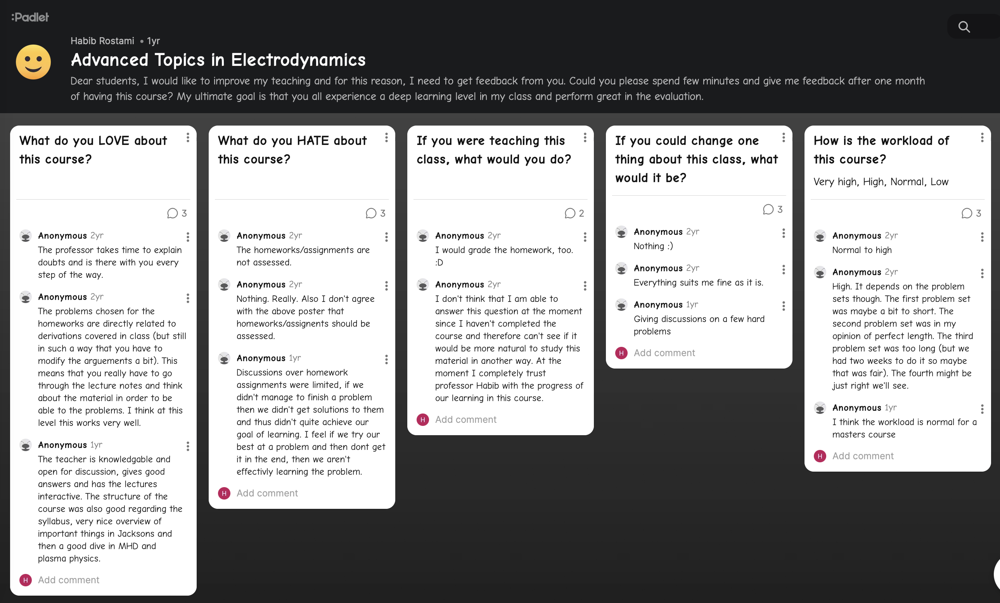 :Padlet
Habib Rostami • 1yr
Advanced Topics in Electrodynamics
Dear students, I would like to improve my teaching and for this reason, I need to get feedback from you. Could you please spend few minutes and give me feedback after one month
of having this course? My ultimate goal is that you all experience a deep learning level in my class and perform great in the evaluation.
What do you LOVE about
this course?
3
Anonymous 2yr
The professor takes time to explain
doubts and is there with you every
step of the way.
Anonymous 2yr
The problems chosen for the
homeworks are directly related to
derivations covered in class (but still
in such a way that you have to
modify the arguements a bit). This
means that you really have to go
through the lecture notes and think
about the material in order to be
able to the problems. I think at this
level this works very well.
Anonymous 1yr
The teacher is knowledgable and
open for discussion, gives good
answers and has the lectures
interactive. The structure of the
course was also good regarding the
syllabus, very nice overview of
important things in Jacksons and
then a good dive in MHD and
plasma physics.
H Add comment
What do you HATE about
this course?
3
Anonymous 2yr
The homeworks/assignments are
not assessed.
Anonymous 2yr
Nothing. Really. Also I don't agree
with the above poster that
homeworks/assignents should be
assessed.
Anonymous 1yr
Discussions over homework
assignments were limited, if we
didn't manage to finish a problem
then we didn't get solutions to them
and thus didn't quite achieve our
goal of learning. I feel if we try our
best at a problem and then dont get
it in the end, then we aren't
effectivly learning the problem.
H Add comment
If you were teaching this
class, what would you do?
2
Anonymous 2yr
I would grade the homework, too.
:D
Anonymous 2yr
I don't think that I am able to
answer this question at the moment
since I haven't completed the
course and therefore can't see if it
would be more natural to study this
material in another way. At the
moment I completely trust
professor Habib with the progress of
our learning in this course.
H Add comment
If you could change one
thing about this class, what
would it be?
3
Anonymous 2yr
Nothing :)
Anonymous 2yr
Everything suits me fine as it is.
Anonymous 1yr
Giving discussions on a few hard
problems
H Add comment
How is the workload of
this course?
Very high, High, Normal, Low
3
Anonymous 2yr
Normal to high
Anonymous 2yr
High. It depends on the problem
sets though. The first problem set
was maybe a bit to short. The
second problem set was in my
opinion of perfect length. The third
problem set was too long (but we
had two weeks to do it so maybe
that was fair). The fourth might be
just right we'll see.
Anonymous 1yr
I think the workload is normal for a
masters course
H Add comment